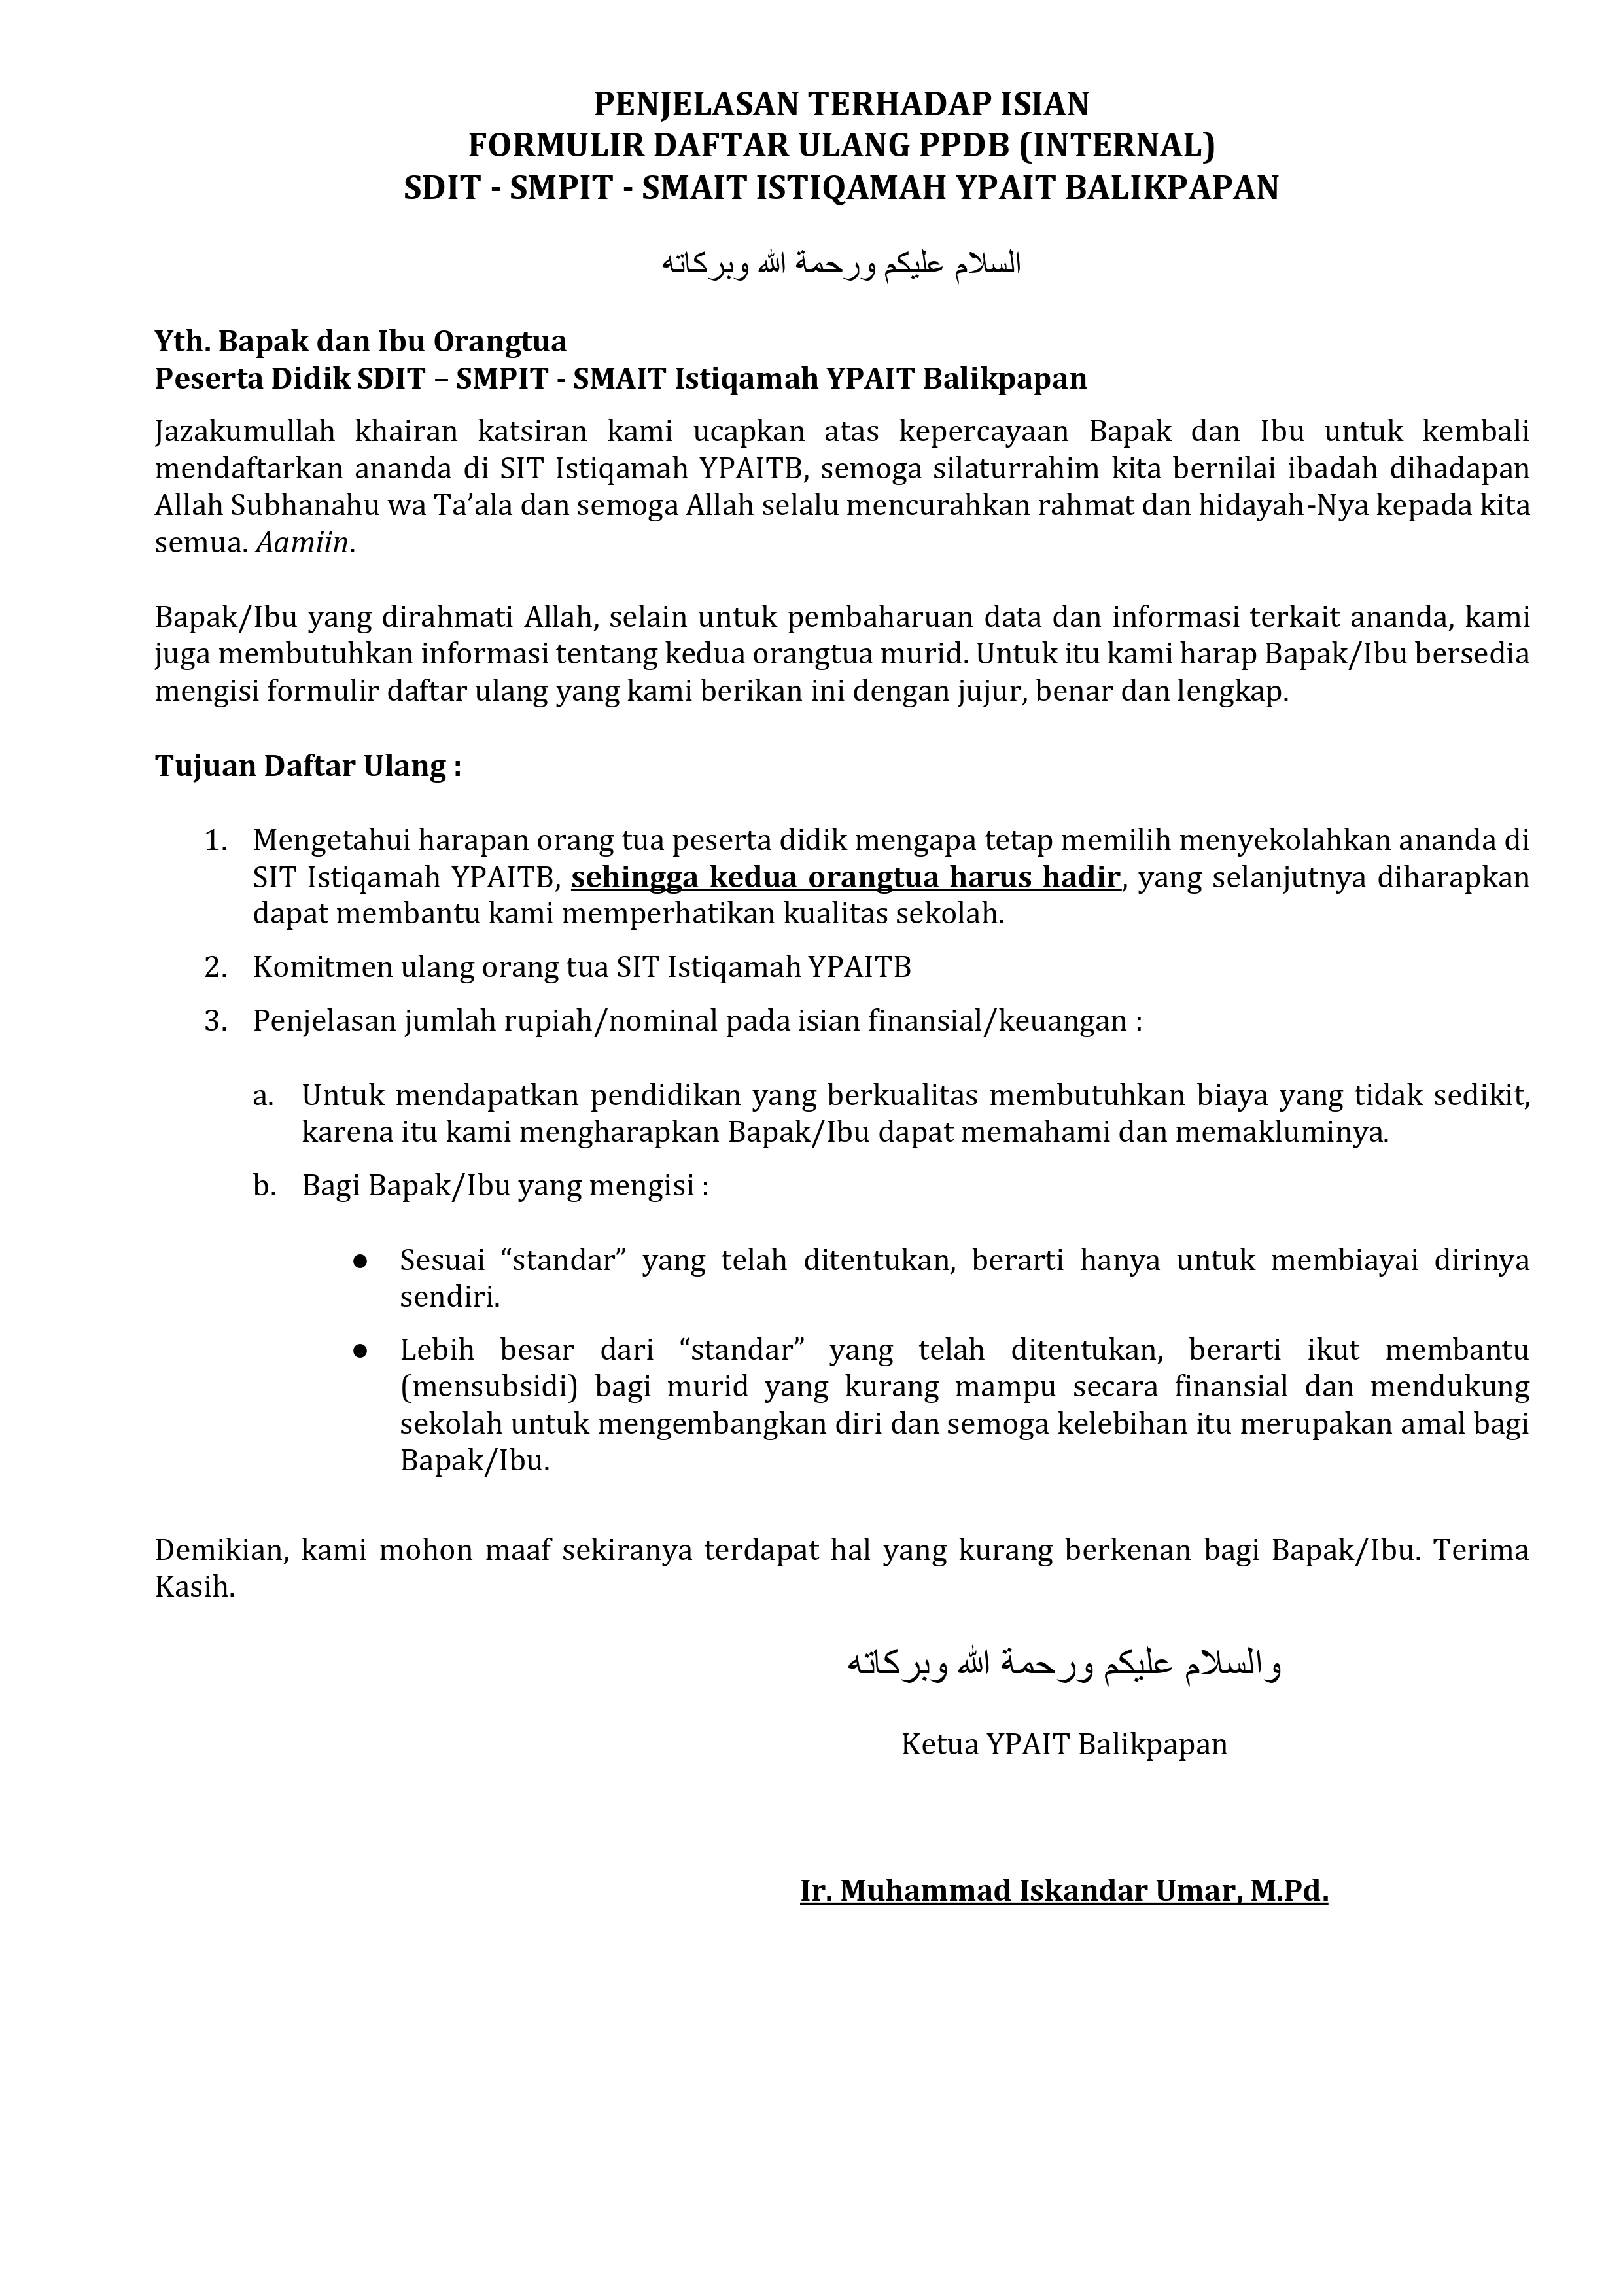 PENJELASAN TERHADAP ISIAN
FORMULIR DAFTAR ULANG PPDB (INTERNAL)
SDIT - SMPIT - SMAIT ISTIQAMAH YPAIT BALIKPAPAN
السلام عليكم ورحمة الله وبركاته
Yth. Bapak dan Ibu Orangtua
Peserta Didik SDIT – SMPIT - SMAIT Istiqamah YPAIT Balikpapan
Jazakumullah khairan katsiran kami ucapkan atas kepercayaan Bapak dan Ibu untuk kembali
mendaftarkan ananda di SIT Istiqamah YPAITB, semoga silaturrahim kita bernilai ibadah dihadapan
Allah Subhanahu wa Ta’ala dan semoga Allah selalu mencurahkan rahmat dan hidayah-Nya kepada kita
semua. Aamiin.
Bapak/Ibu yang dirahmati Allah, selain untuk pembaharuan data dan informasi terkait ananda, kami
juga membutuhkan informasi tentang kedua orangtua murid. Untuk itu kami harap Bapak/Ibu bersedia
mengisi formulir daftar ulang yang kami berikan ini dengan jujur, benar dan lengkap.
Tujuan Daftar Ulang :
1. Mengetahui harapan orang tua peserta didik mengapa tetap memilih menyekolahkan ananda di
SIT Istiqamah YPAITB, sehingga kedua orangtua harus hadir, yang selanjutnya diharapkan
dapat membantu kami memperhatikan kualitas sekolah.
2. Komitmen ulang orang tua SIT Istiqamah YPAITB
3. Penjelasan jumlah rupiah/nominal pada isian finansial/keuangan :
a. Untuk mendapatkan pendidikan yang berkualitas membutuhkan biaya yang tidak sedikit,
karena itu kami mengharapkan Bapak/Ibu dapat memahami dan memakluminya.
b. Bagi Bapak/Ibu yang mengisi :
● Sesuai “standar” yang telah ditentukan, berarti hanya untuk membiayai dirinya
sendiri.
● Lebih besar dari “standar” yang telah ditentukan, berarti ikut membantu
(mensubsidi) bagi murid yang kurang mampu secara finansial dan mendukung
sekolah untuk mengembangkan diri dan semoga kelebihan itu merupakan amal bagi
Bapak/Ibu.
Demikian, kami mohon maaf sekiranya terdapat hal yang kurang berkenan bagi Bapak/Ibu. Terima
Kasih.
والسلام عليكم ورحمة الله وبركاته
Ketua YPAIT Balikpapan
Ir. Muhammad Iskandar Umar, M.Pd.